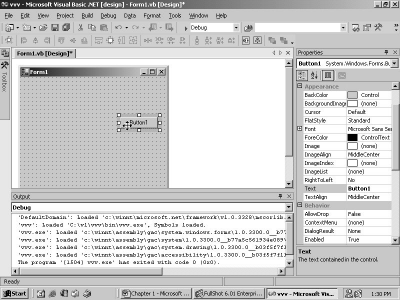 vvv - Microsoft Visual Basic .NET [design] - Form1.vb [Design]*
File Edit View Project Build Debug Data Format Tools Window Help
Debug
Form1.vb [Design]*
Toolbox
Form1
Button1
Properties
Button1 System.Windows.Forms.Butto
Appearance
BackColor Control
BackgroundImage (none)
Cursor Default
FlatStyle Standard
Font Microsoft Sans Ser
ForeColor ControlText
Image (none)
ImageAlign MiddleCenter
ImageIndex (none)
ImageList (none)
RightToLeft No
Text Button1
TextAlign MiddleCenter
Behavior
AllowDrop False
ContextMenu (none)
DialogResult None
Enabled True
Text
The text contained in the control.
Output
Debug
'DefaultDomain': Loaded 'c:\winnt\microsoft.net\framework\v1.0.3328\mscorlib
'vvv': Loaded 'C:\vl\vvv\bin\vvv.exe', Symbols loaded.
'vvv.exe': Loaded 'c:\winnt\assembly\gac\system.windows.forms\1.0.3300.0__b77
'vvv.exe': Loaded 'c:\winnt\assembly\gac\system\1.0.3300.0__b77a5c561934e089\
'vvv.exe': Loaded 'c:\winnt\assembly\gac\system.drawing\1.0.3300.0__b03f5f7f1
'vvv.exe': Loaded 'c:\winnt\assembly\gac\accessibility\1.0.3300.0__b03f5f7f11
The program '[1504] vvv.exe' has exited with code 0 (0x0).
Ready
Start
Chapter 1 - Microsoft
FullShot 6.01 Enterpri
vvv - Microsoft Vis
1:30 PM